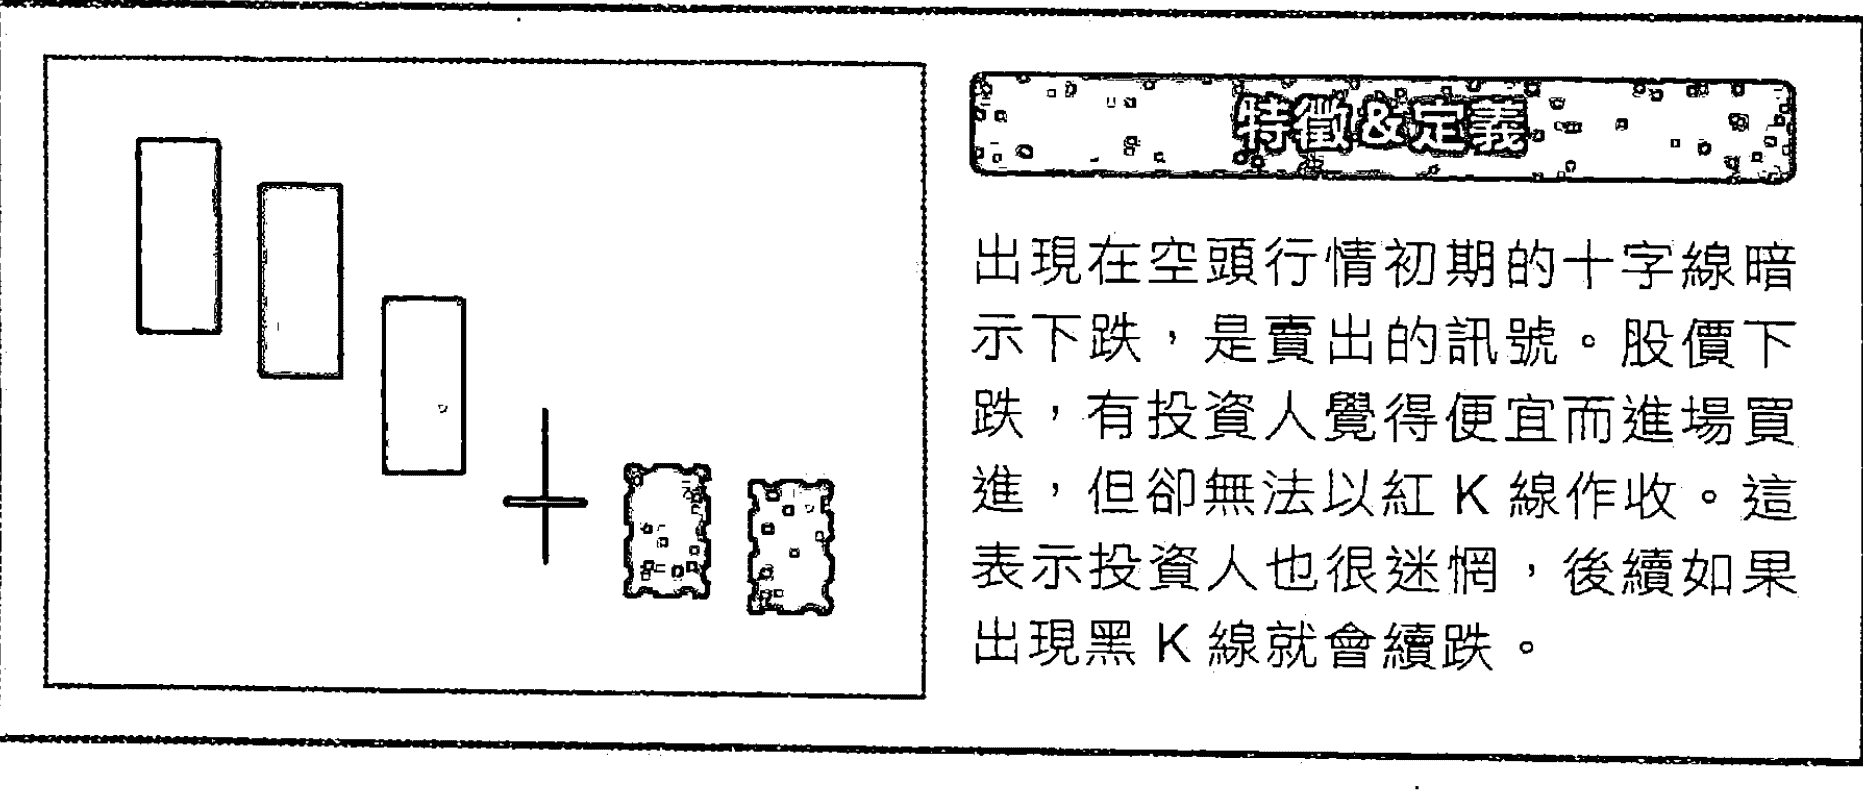 特徵&定義
出現在空頭行情初期的十字線暗
示下跌，是賣出的訊號。股價下
跌，有投資人覺得便宜而進場買
進，但卻無法以紅 K 線作收。這
表示投資人也很迷惘，後續如果
出現黑 K 線就會續跌。